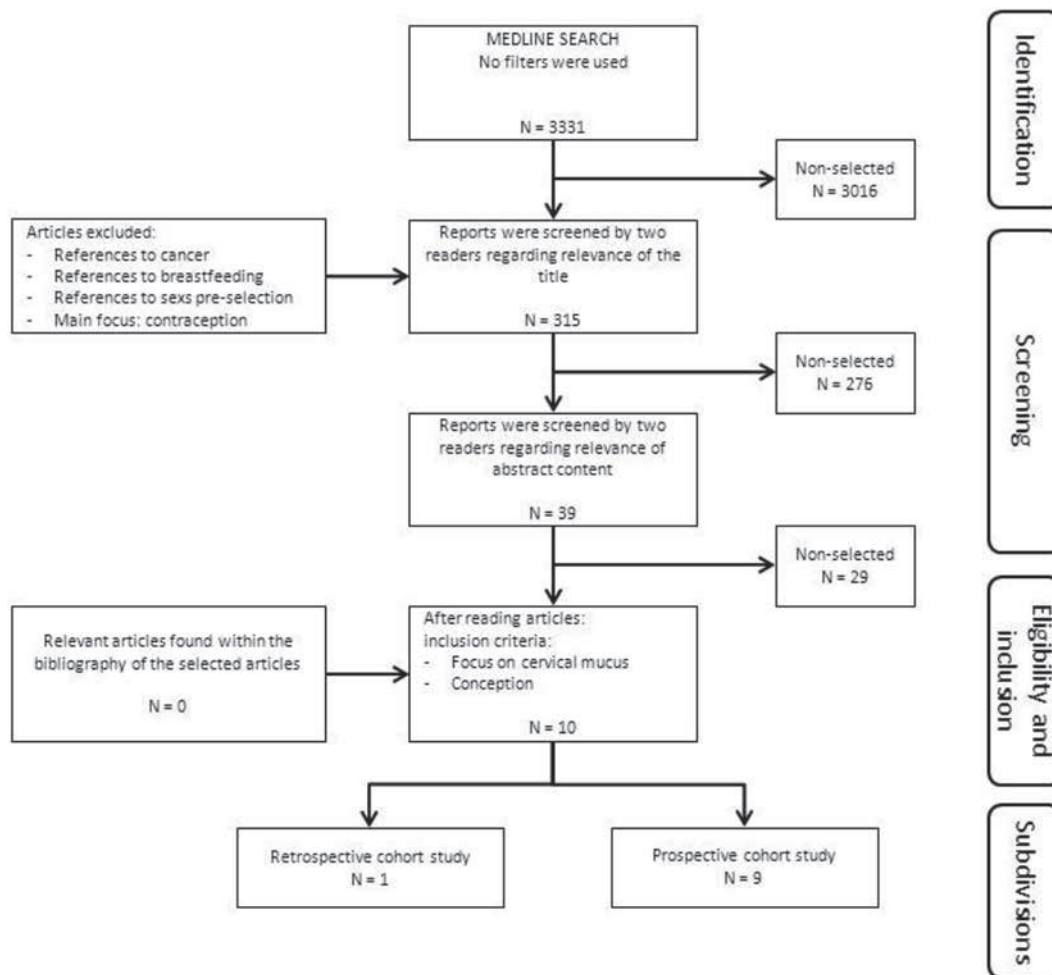 MEDLINE SEARCH
No filters were used
N = 3331
Identification
Non-selected
N = 3016
Articles excluded:
- References to cancer
- References to breastfeeding
- References to sexs pre-selection
- Main focus: contraception
Reports were screened by two
readers regarding relevance of the
title
N = 315
Screening
Non-selected
N = 276
Reports were screened by two
readers regarding relevance of
abstract content
N = 39
Non-selected
N = 29
Relevant articles found within the
bibliography of the selected articles
N = 0
After reading articles:
inclusion criteria:
- Focus on cervical mucus
- Conception
N = 10
Eligibility and
inclusion
Retrospective cohort study
N = 1
Prospective cohort study
N = 9
Subdivisions